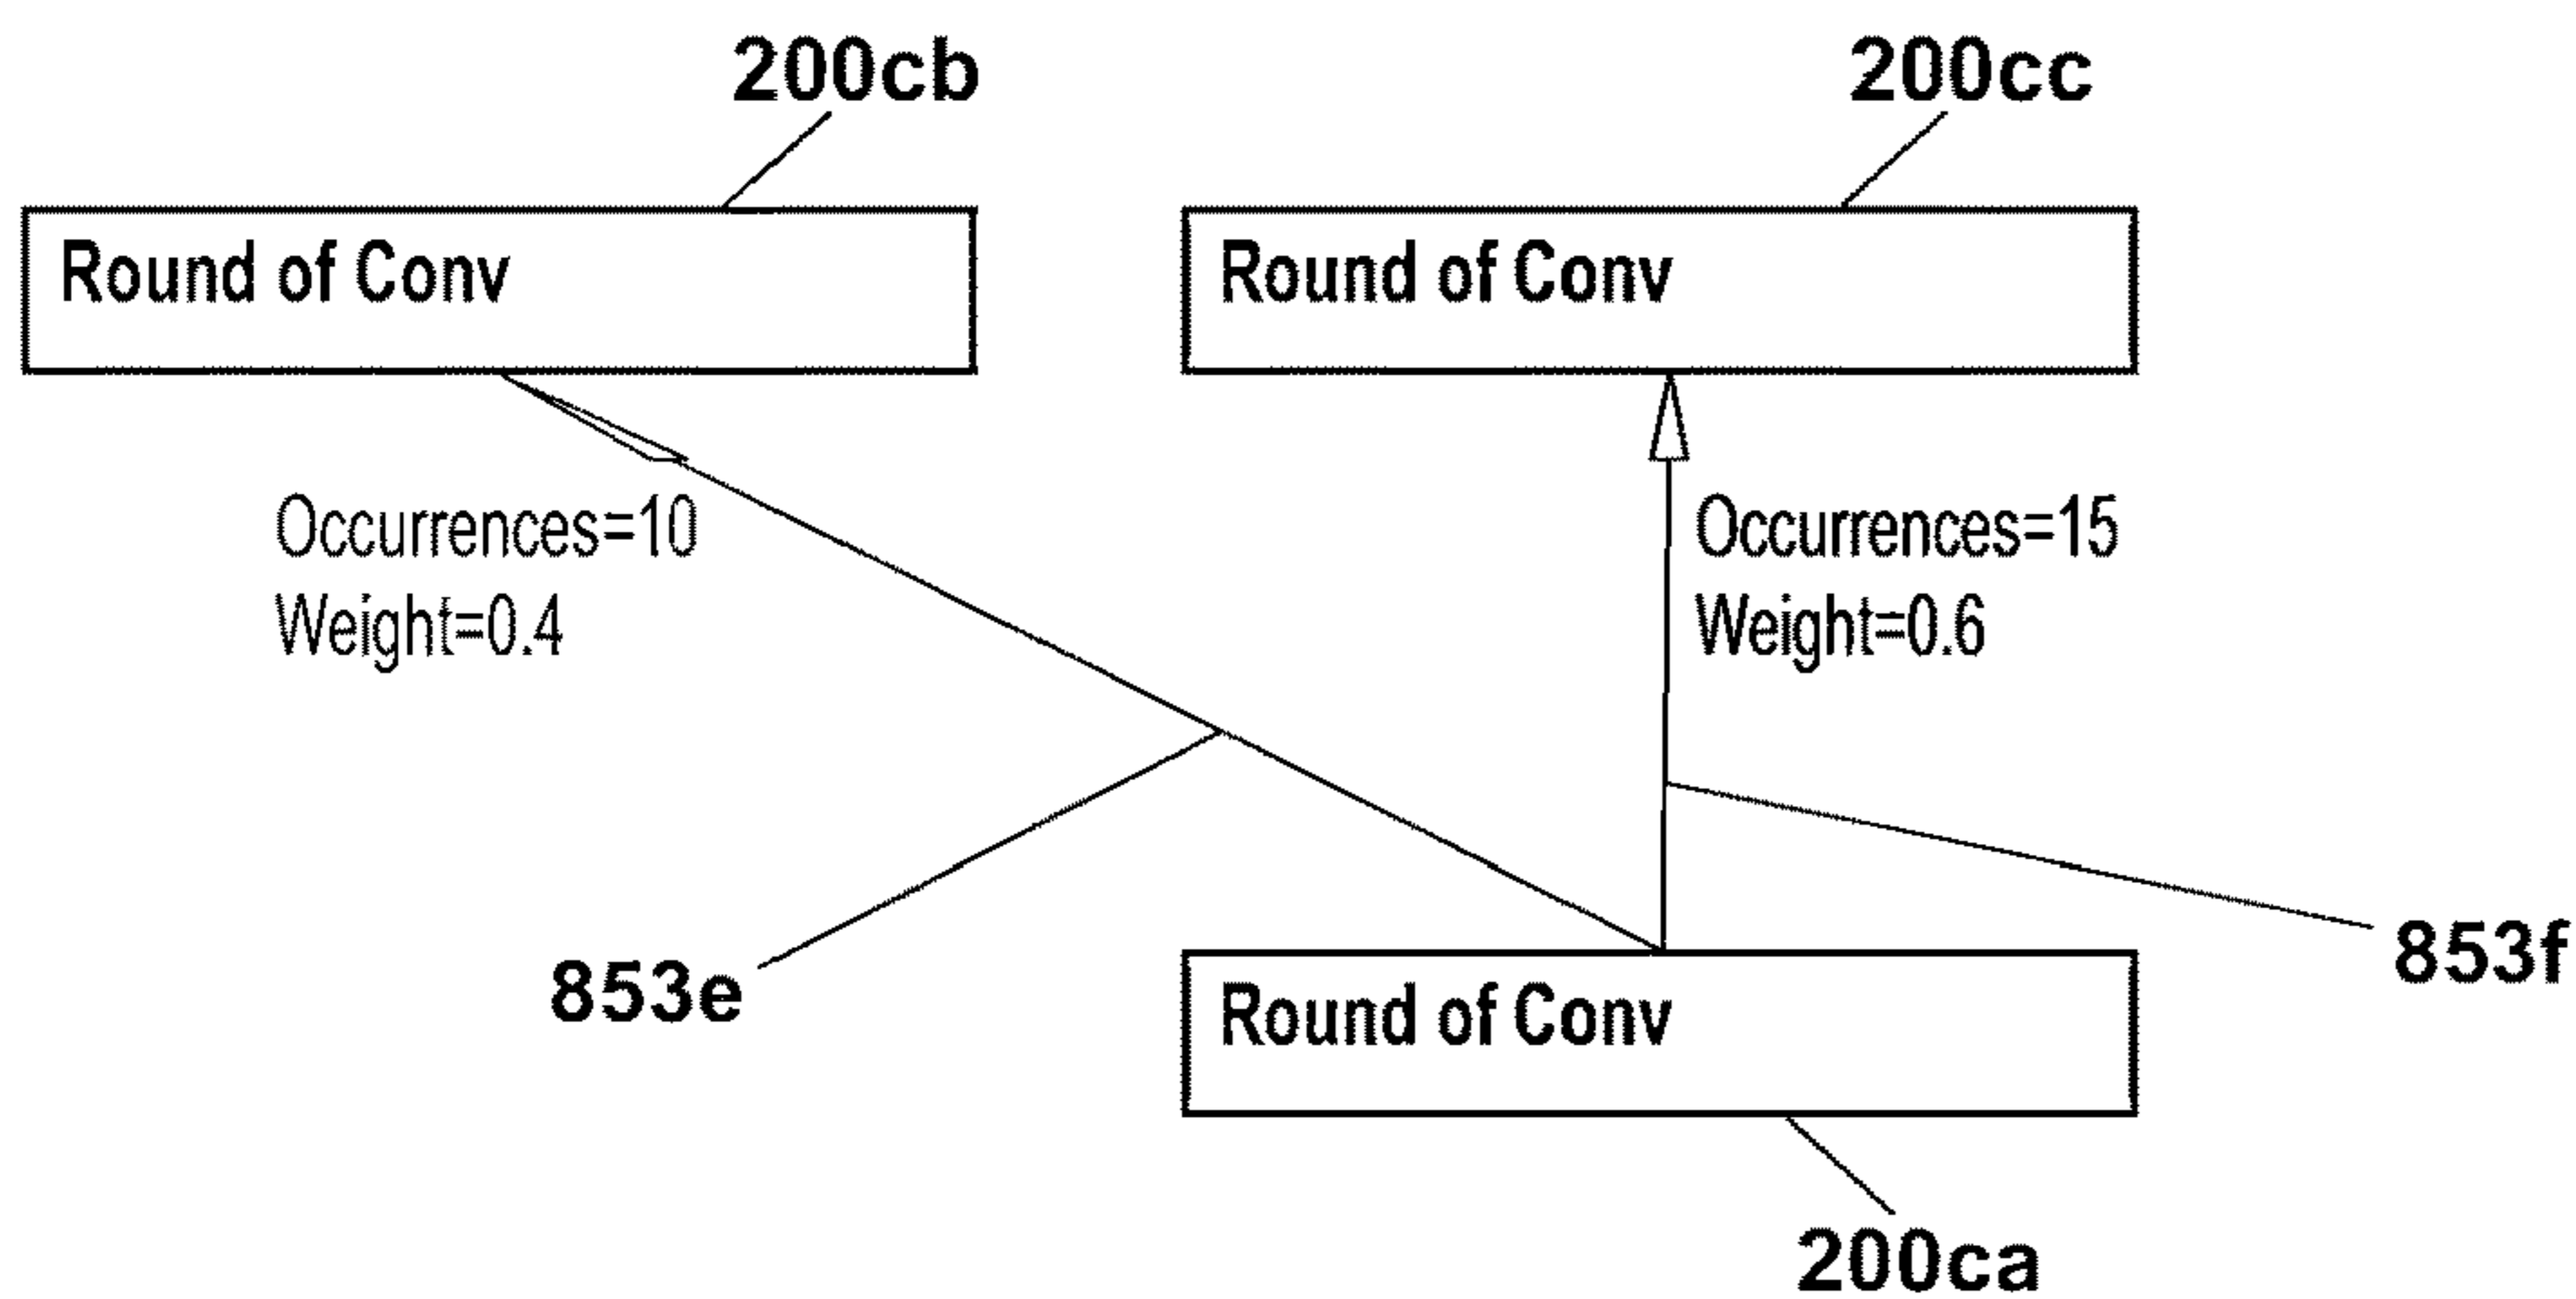 200cb
200cc
Round of Conv
Round of Conv
Occurrences=10
Weight=0.4
Occurrences=15
Weight=0.6
853e
853f
Round of Conv
200ca